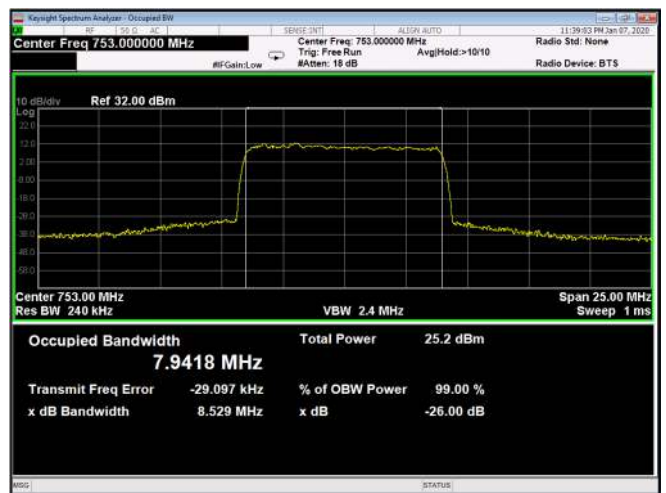 Keysight Spectrum Analyzer - Occupied BW
RF 50 Ω AC SENSE:INT ALIGN AUTO 11:39:03 PM Jan 07, 2020
Center Freq 753.000000 MHz Center Freq: 753.000000 MHz Radio Std: None
Trig: Free Run Avg|Hold:>10/10
#IFGain:Low #Atten: 18 dB Radio Device: BTS
10 dB/div Ref 32.00 dBm
Log
22.0
12.0
2.00
-8.00
-18.0
-28.0
-38.0
-48.0
-58.0
Center 753.00 MHz Span 25.00 MHz
Res BW 240 kHz VBW 2.4 MHz Sweep 1 ms
Occupied Bandwidth Total Power 25.2 dBm
7.9418 MHz
Transmit Freq Error -29.097 kHz % of OBW Power 99.00 %
x dB Bandwidth 8.529 MHz x dB -26.00 dB
MSG STATUS